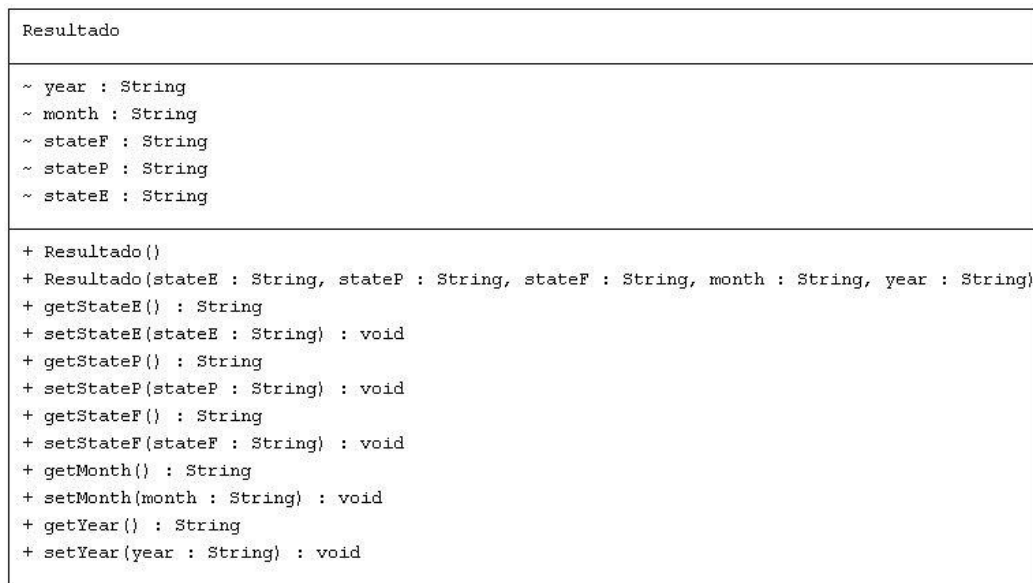 Resultado
~ year : String
~ month : String
~ stateF : String
~ stateP : String
~ stateE : String
+ Resultado()
+ Resultado(stateE : String, stateP : String, stateF : String, month : String, year : String)
+ getStateE() : String
+ setStateE(stateE : String) : void
+ getStateP() : String
+ setStateP(stateP : String) : void
+ getStateF() : String
+ setStateF(stateF : String) : void
+ getMonth() : String
+ setMonth(month : String) : void
+ getYear() : String
+ setYear(year : String) : void